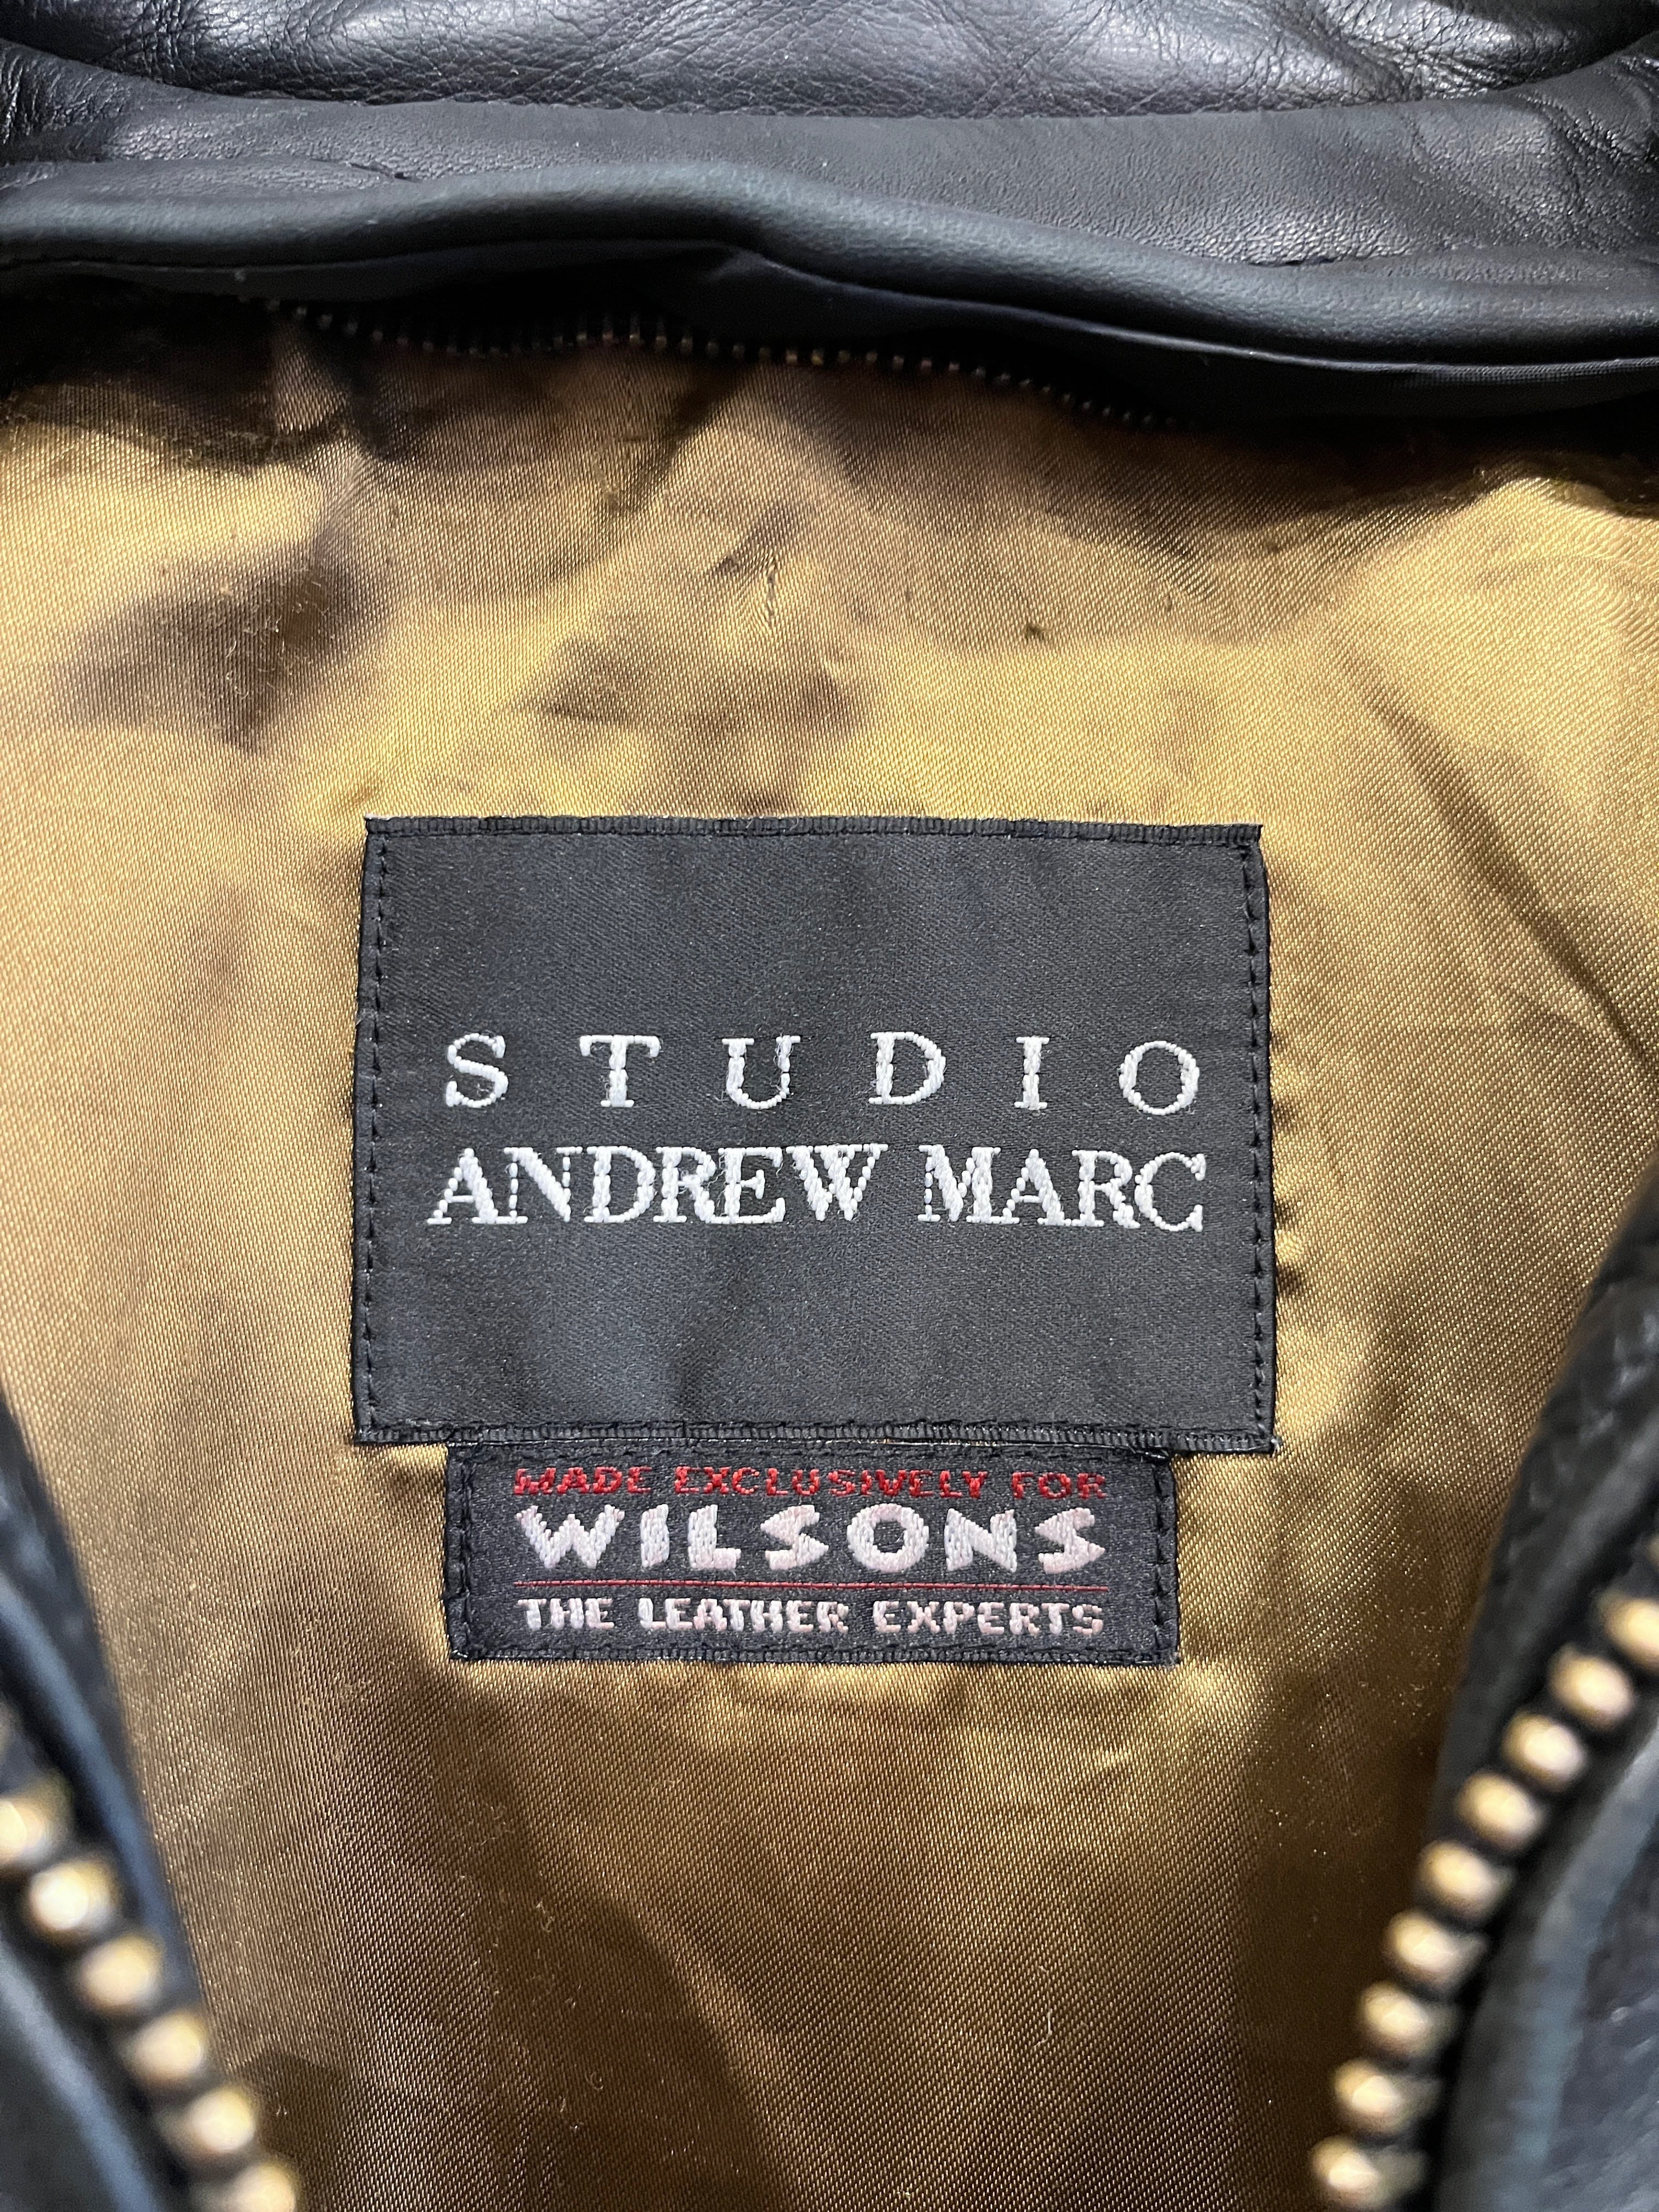 STUDIO
ANDREW MARC
MADE EXCLUSIVELY FOR
WILSONS
THE LEATHER EXPERTS